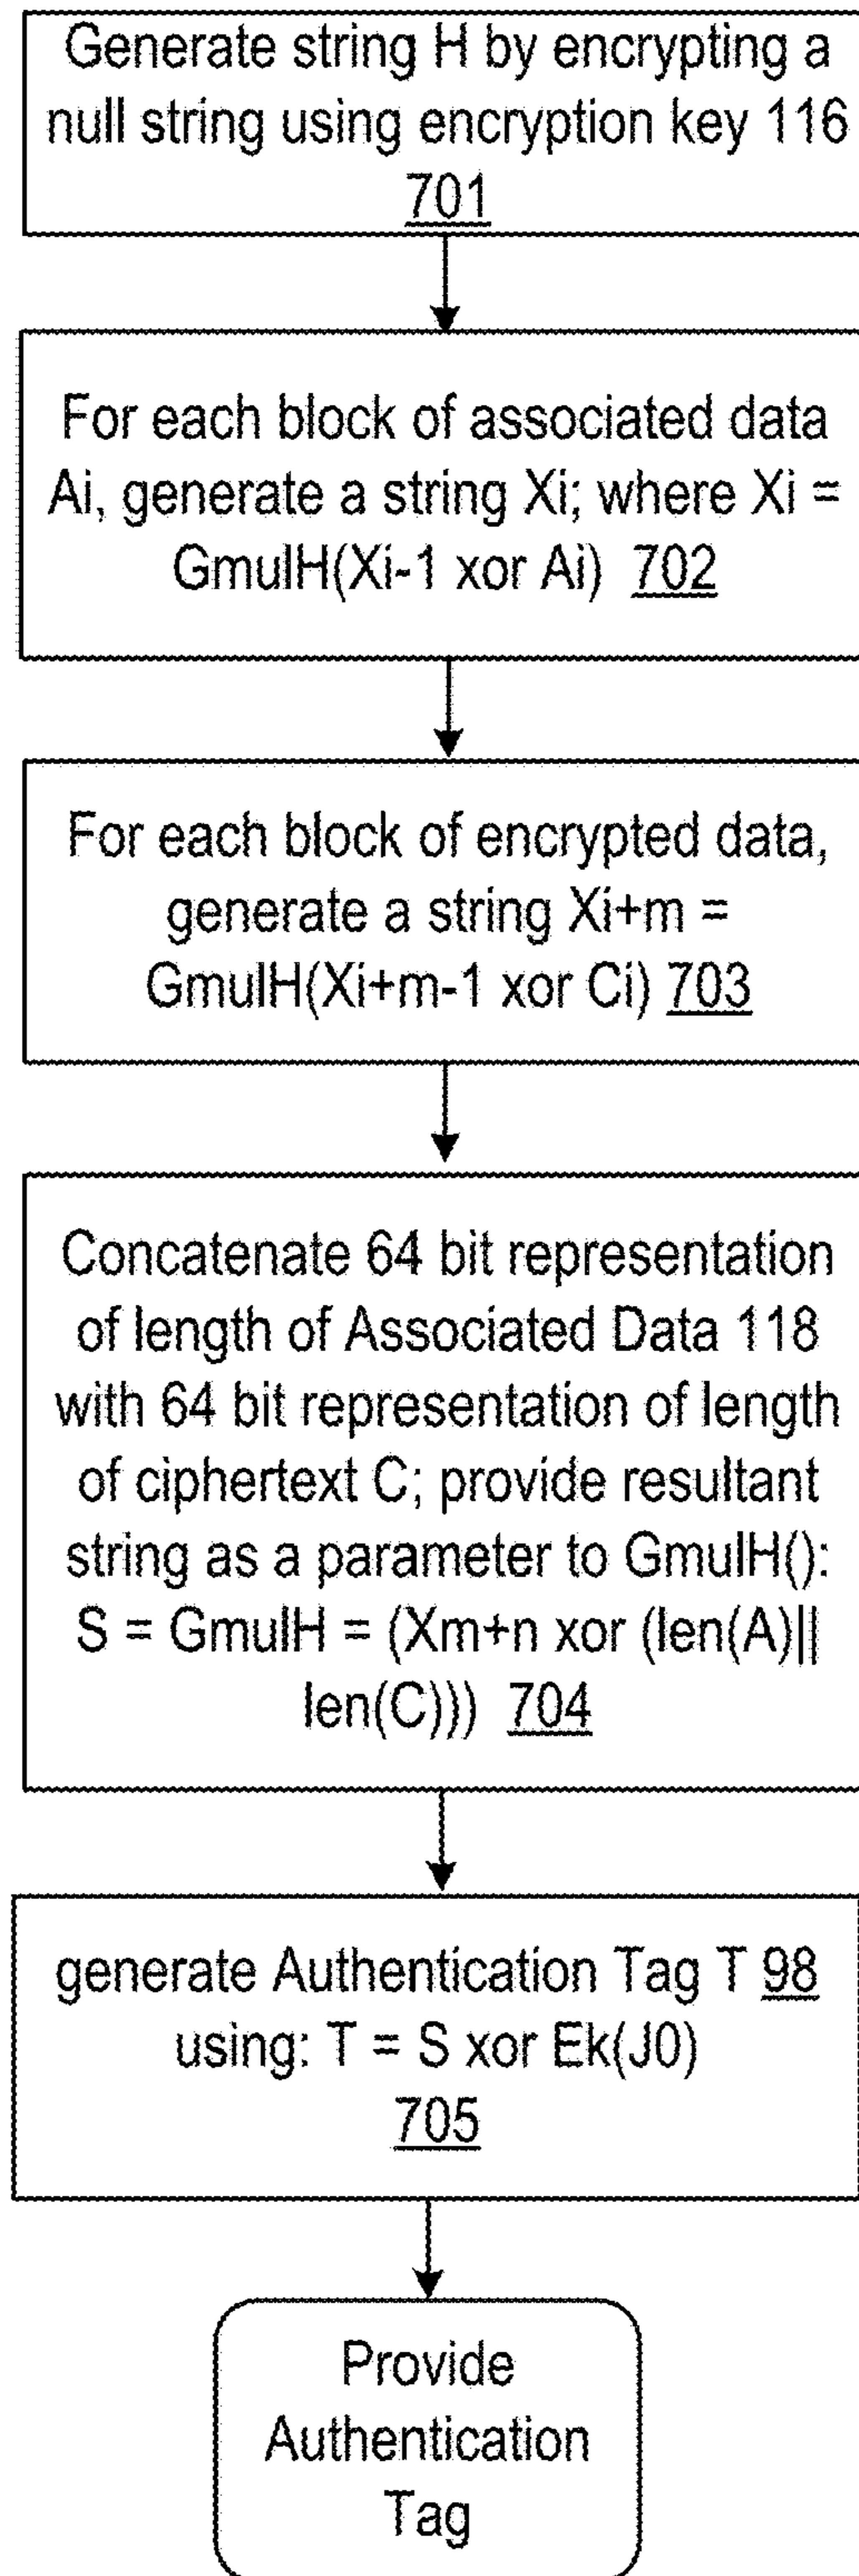 Generate string H by encrypting a
null string using encryption key 116
701
For each block of associated data
Ai, generate a string Xi; where Xi =
GmulH(Xi-1 xor Ai) 702
For each block of encrypted data,
generate a string Xi+m =
GmulH(Xi+m-1 xor Ci) 703
Concatenate 64 bit representation
of length of Associated Data 118
with 64 bit representation of length
of ciphertext C; provide resultant
string as a parameter to GmulH():
S = GmulH = (Xm+n xor (len(A)||
len(C))) 704
generate Authentication Tag T 98
using: T = S xor Ek(J0)
705
Provide
Authentication
Tag